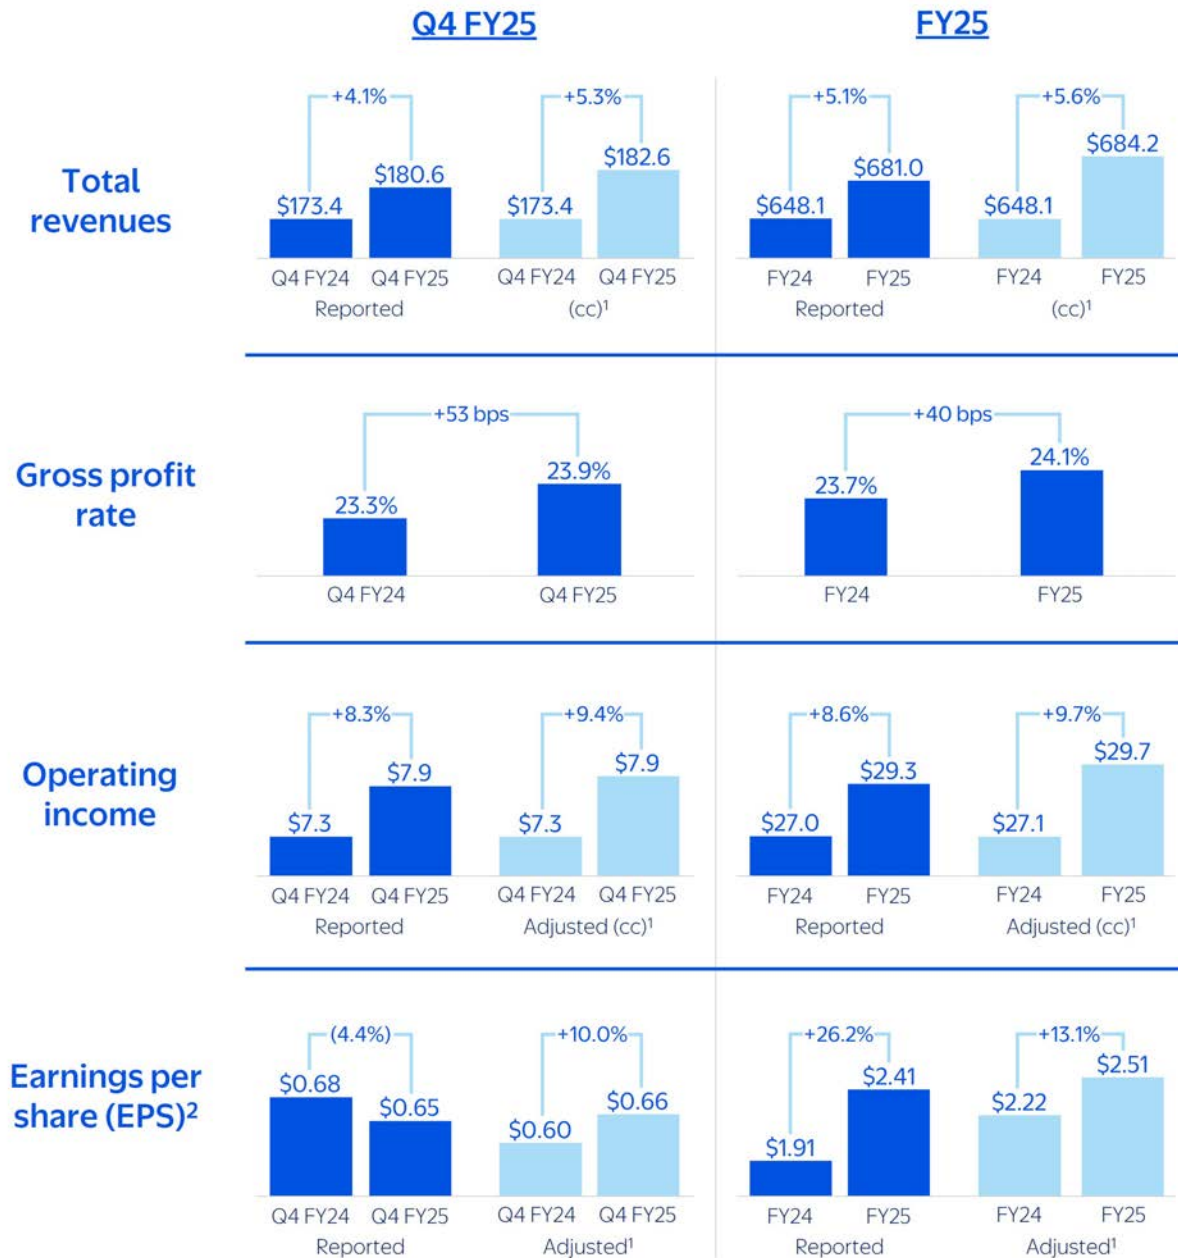 Q4 FY25 FY25
Total
revenues
+4.1% +5.3% +5.1% +5.6%
$173.4 $180.6 $173.4 $182.6 $648.1 $681.0 $648.1 $684.2
Q4 FY24 Q4 FY25 Q4 FY24 Q4 FY25 FY24 FY25 FY24 FY25
Reported (cc)¹ Reported (cc)¹
Gross profit
rate
+53 bps +40 bps
23.3% 23.9% 23.7% 24.1%
Q4 FY24 Q4 FY25 FY24 FY25
Operating
income
+8.3% +9.4% +8.6% +9.7%
$7.3 $7.9 $7.3 $7.9 $27.0 $29.3 $27.1 $29.7
Q4 FY24 Q4 FY25 Q4 FY24 Q4 FY25 FY24 FY25 FY24 FY25
Reported Adjusted (cc)¹ Reported Adjusted (cc)¹
Earnings per
share (EPS)²
(4.4%) +10.0% +26.2% +13.1%
$0.68 $0.65 $0.60 $0.66 $1.91 $2.41 $2.22 $2.51
Q4 FY24 Q4 FY25 Q4 FY24 Q4 FY25 FY24 FY25 FY24 FY25
Reported Adjusted¹ Reported Adjusted¹